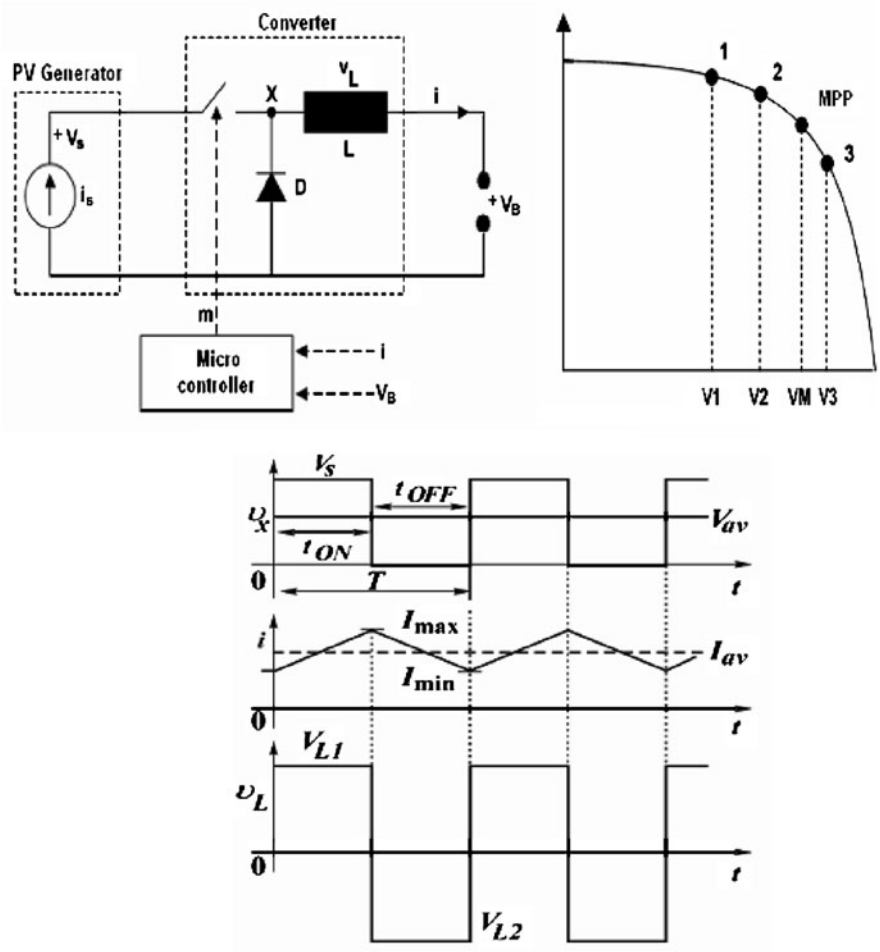 Converter
PV Generator
+ Vs
is
X
vL
L
i
D
+ VB
m
Micro
controller
i
VB
1
2
MPP
3
V1 V2 VM V3
Vs
tOFF
υx
Vav
tON
0
T
t
Imax
i
Iav
Imin
0
t
VL1
υL
0
t
VL2